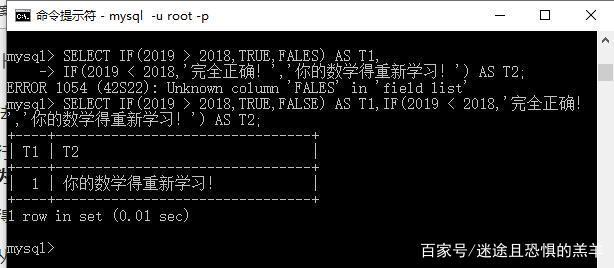 命令提示符 - mysql -u root -p
mysql> SELECT IF(2019 > 2018,TRUE,FALES) AS T1,
-> IF(2019 < 2018,'完全正确!','你的数学得重新学习!') AS T2;
ERROR 1054 (42S22): Unknown column 'FALES' in 'field list'
mysql> SELECT IF(2019 > 2018,TRUE,FALSE) AS T1,IF(2019 < 2018,'完全正确!
','你的数学得重新学习!') AS T2;
+----+----------------------+
| T1 | T2 |
+----+----------------------+
| 1 | 你的数学得重新学习! |
+----+----------------------+
1 row in set (0.01 sec)
mysql>
百家号/迷途且恐惧的羔羊